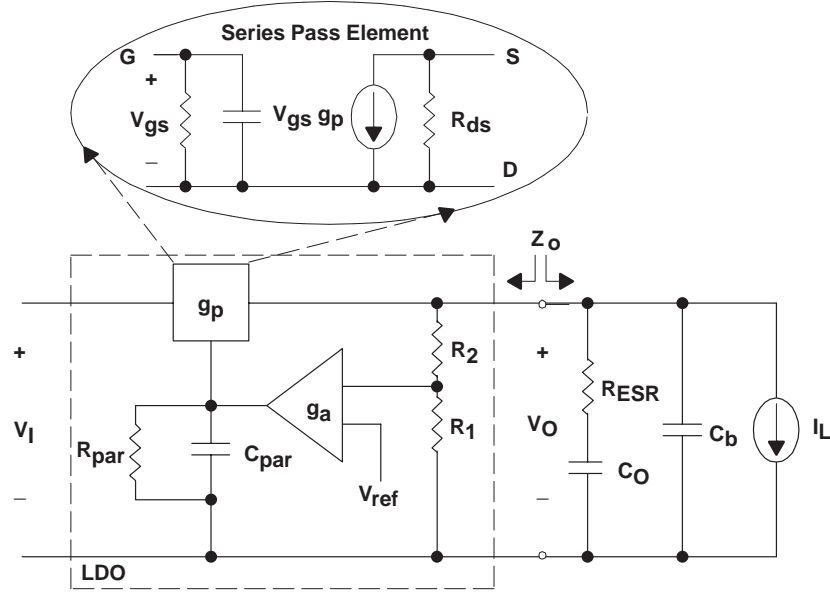 Series Pass Element
G
S
+
Vgs
Vgs gp
Rds
–
D
Zo
gp
+
R2
+
RESR
ga
VI
Rpar
Cpar
R1
VO
Cb
IL
CO
–
Vref
–
LDO